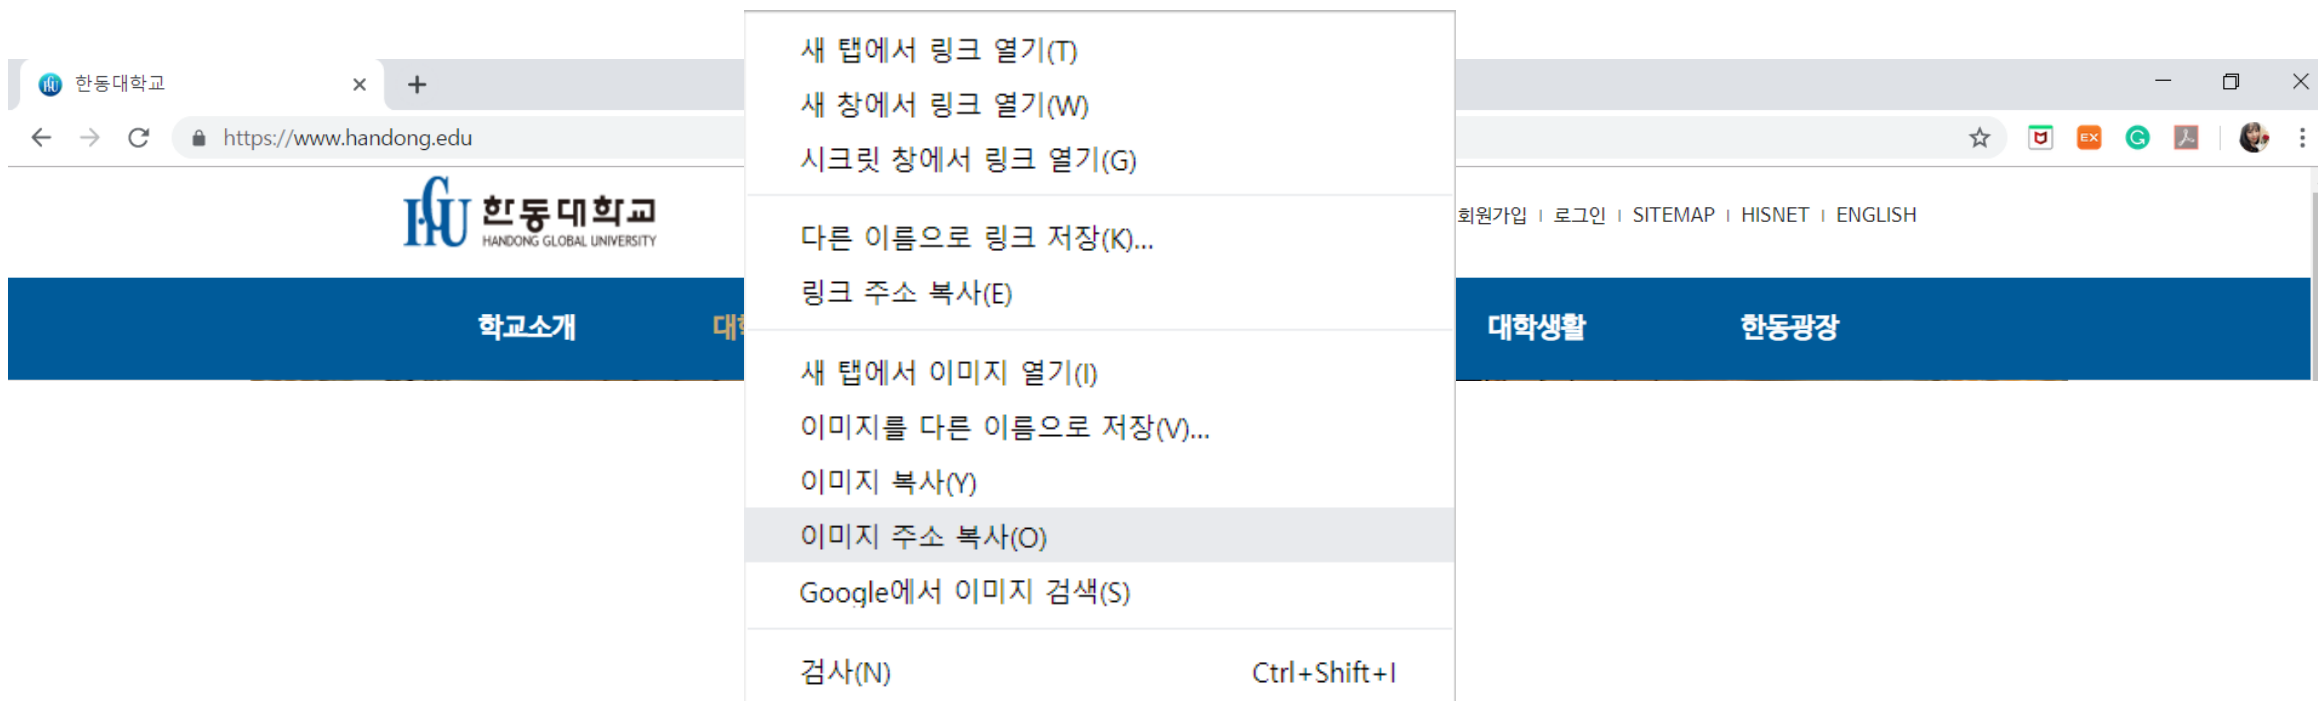 한동대학교
https://www.handong.edu
한동대학교
HANDONG GLOBAL UNIVERSITY
회원가입 | 로그인 | SITEMAP | HISNET | ENGLISH
학교소개
대학생활
한동광장
새 탭에서 링크 열기(T)
새 창에서 링크 열기(W)
시크릿 창에서 링크 열기(G)
다른 이름으로 링크 저장(K)...
링크 주소 복사(E)
새 탭에서 이미지 열기(I)
이미지를 다른 이름으로 저장(V)...
이미지 복사(Y)
이미지 주소 복사(O)
Google에서 이미지 검색(S)
검사(N) Ctrl+Shift+I